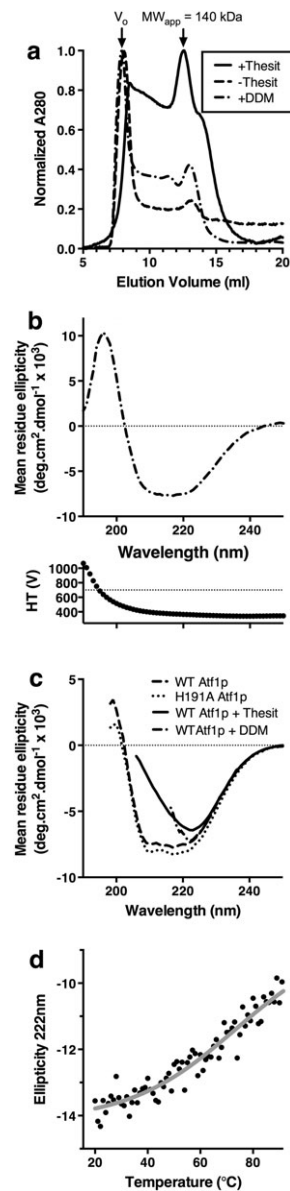 V₀ MWₐₚₚ = 140 kDa
a
+Thesit
-Thesit
+DDM
Normalized A280
1.0
0.8
0.6
0.4
0.2
0.0
5 10 15 20
Elution Volume (ml)
b
Mean residue ellipticity
(deg.cm².dmol⁻¹ x 10³)
10
5
0
-5
-10
200 220 240
Wavelength (nm)
HT (V)
1000
800
600
400
c
WT Atf1p
H191A Atf1p
WT Atf1p + Thesit
WTAtf1p + DDM
Mean residue ellipticity
(deg.cm².dmol⁻¹ x 10³)
5
0
-5
-10
200 220 240
Wavelength (nm)
d
Ellipticity 222nm
-10
-12
-14
20 40 60 80
Temperature (°C)